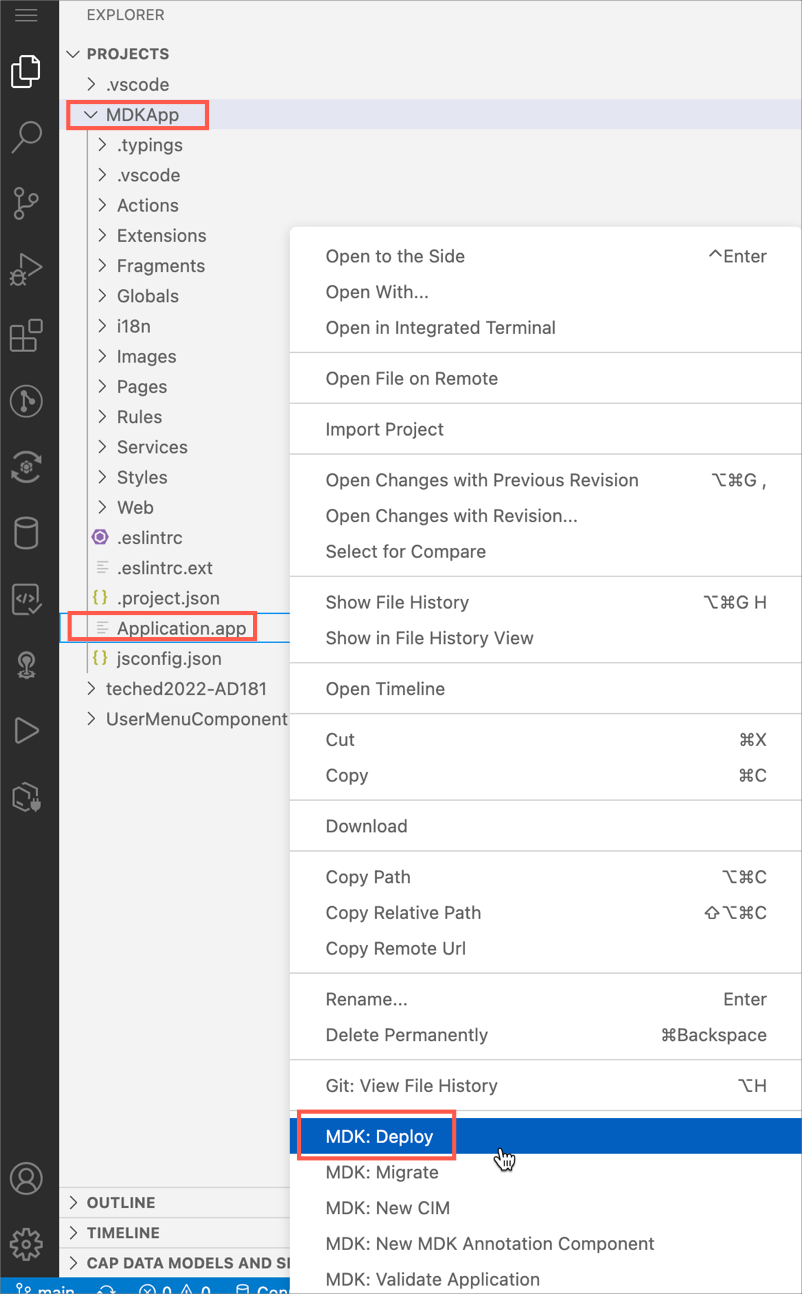 EXPLORER
PROJECTS
.vscode
MDKApp
.typings
.vscode
Actions
Extensions
Fragments
Globals
i18n
Images
Pages
Rules
Services
Styles
Web
.eslintrc
.eslintrc.ext
{} .project.json
Application.app
{} jsconfig.json
teched2022-AD181
UserMenuComponent
OUTLINE
TIMELINE
CAP DATA MODELS AND
main 0 0
Open to the Side ^Enter
Open With...
Open in Integrated Terminal
Open File on Remote
Import Project
Open Changes with Previous Revision ⌥⌘G ,
Open Changes with Revision...
Select for Compare
Show File History ⌥⌘G H
Show in File History View
Open Timeline
Cut ⌘X
Copy ⌘C
Download
Copy Path ⌥⌘C
Copy Relative Path ⇧⌥⌘C
Copy Remote Url
Rename... Enter
Delete Permanently ⌘Backspace
Git: View File History ⌥H
MDK: Deploy
MDK: Migrate
MDK: New CIM
MDK: New MDK Annotation Component
MDK: Validate Application